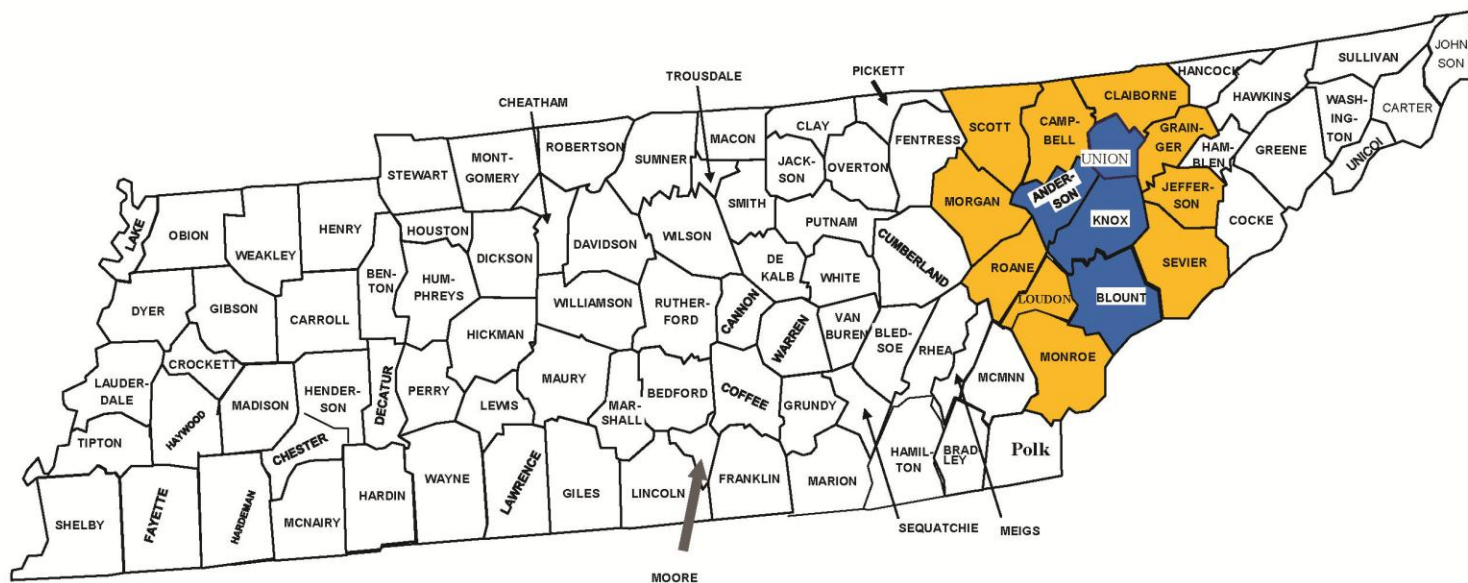 JOHN-
SON
SULLIVAN
HANCOCK
PICKETT
TROUSDALE
HAWKINS
CLAIBORNE
CHEATHAM
WASH-
ING-
TON
CARTER
SCOTT
CAMP-
BELL
GRAIN-
GER
CLAY
MACON
FENTRESS
ROBERTSON
HAM-
BLEN
GREENE
UNICOI
UNION
SUMNER
JACK-
SON
OVERTON
MONT-
GOMERY
STEWART
ANDER-
SON
JEFFER-
SON
MORGAN
SMITH
KNOX
COCKE
PUTNAM
HENRY
HOUSTON
LAKE
OBION
WEAKLEY
DAVIDSON
WILSON
CUMBERLAND
DICKSON
DE
KALB
WHITE
ROANE
SEVIER
BEN-
TON
HUM-
PHREYS
BLOUNT
LOUDON
DYER
GIBSON
CARROLL
WILLIAMSON
RUTHER-
FORD
CANNON
WARREN
VAN
BUREN
BLED-
SOE
RHEA
HICKMAN
MONROE
CROCKETT
MCMNN
LAUDER-
DALE
MADISON
HENDER-
SON
DECATUR
PERRY
LEWIS
MAURY
MAR-
SHALL
BEDFORD
COFFEE
GRUNDY
TIPTON
HAYWOOD
CHESTER
HAMIL-
TON
BRAD
LEY
Polk
SHELBY
FAYETTE
HARDEMAN
MCNAIRY
HARDIN
WAYNE
LAWRENCE
GILES
LINCOLN
FRANKLIN
MARION
SEQUATCHIE
MEIGS
MOORE